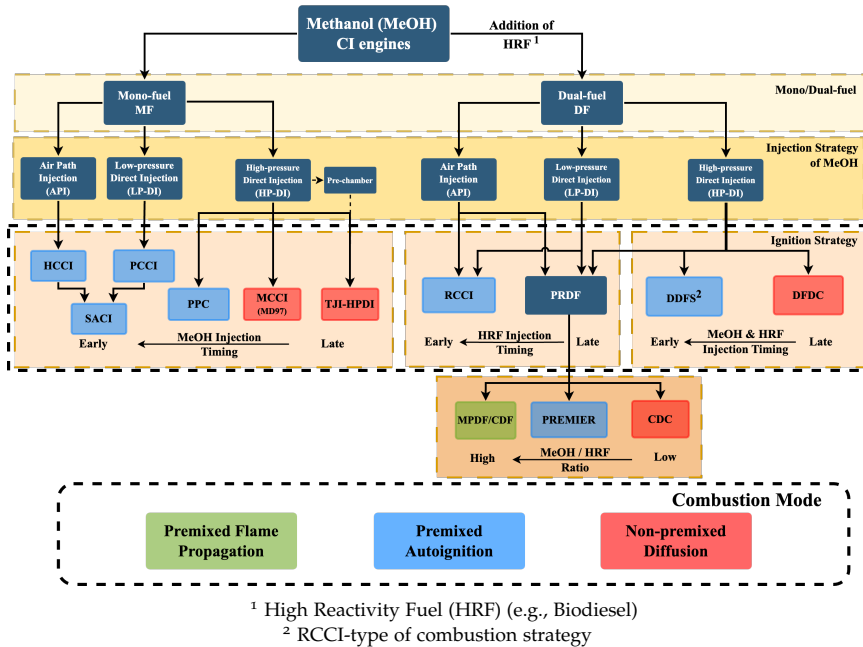 Methanol (MeOH)
CI engines
Addition of
HRF 1
Mono/Dual-fuel
Mono-fuel
MF
Dual-fuel
DF
Injection Strategy
of MeOH
Air Path
Injection
(API)
Low-pressure
Direct Injection
(LP-DI)
High-pressure
Direct Injection
(HP-DI)
Pre-chamber
Air Path
Injection
(API)
Low-pressure
Direct Injection
(LP-DI)
High-pressure
Direct Injection
(HP-DI)
Ignition Strategy
HCCI
PCCI
SACI
PPC
MCCI
(MD97)
TJI-HPDI
Early
MeOH Injection
Timing
Late
RCCI
PRDF
Early
HRF Injection
Timing
Late
DDFS2
DFDC
Early
MeOH & HRF
Injection Timing
Late
MPDF/CDF
PREMIER
CDC
High
MeOH / HRF
Ratio
Low
Combustion Mode
Premixed Flame
Propagation
Premixed
Autoignition
Non-premixed
Diffusion
1 High Reactivity Fuel (HRF) (e.g., Biodiesel)
2 RCCI-type of combustion strategy